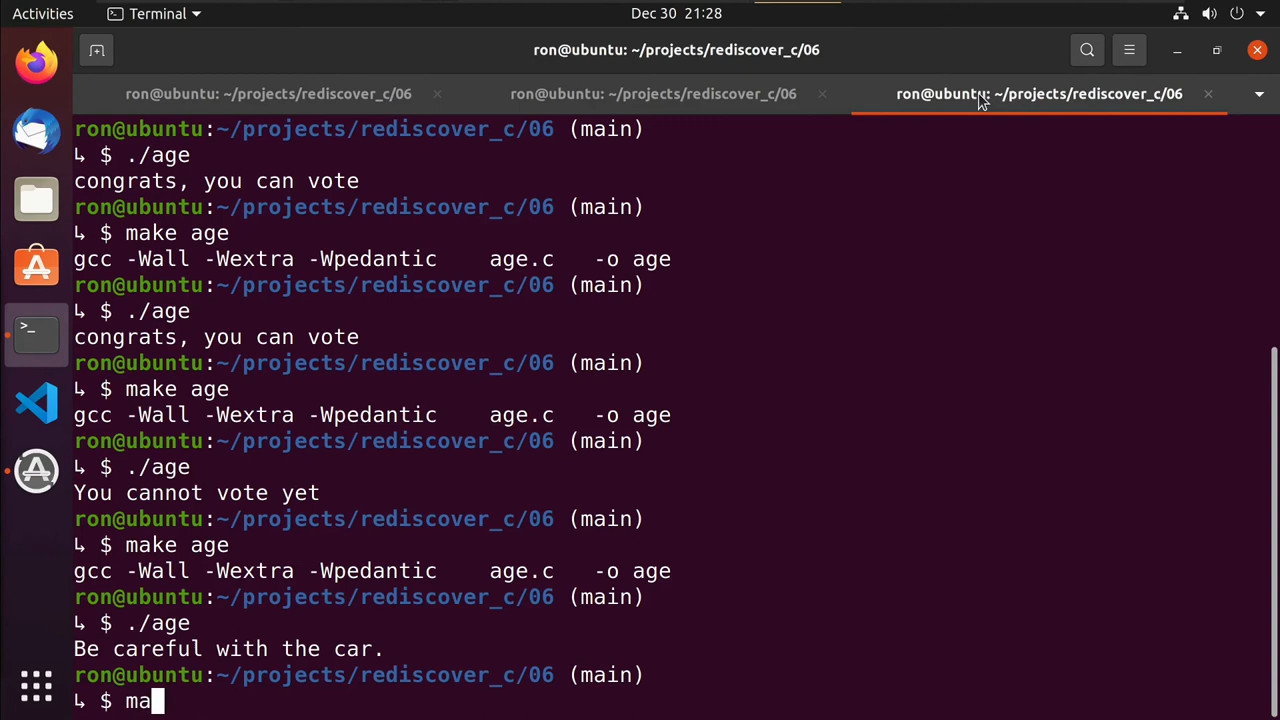 Activities Terminal Dec 30 21:28
ron@ubuntu: ~/projects/rediscover_c/06
ron@ubuntu: ~/projects/rediscover_c/06 × ron@ubuntu: ~/projects/rediscover_c/06 × ron@ubuntu: ~/projects/rediscover_c/06 ×
ron@ubuntu:~/projects/rediscover_c/06 (main)
↳ $ ./age
congrats, you can vote
ron@ubuntu:~/projects/rediscover_c/06 (main)
↳ $ make age
gcc -Wall -Wextra -Wpedantic    age.c   -o age
ron@ubuntu:~/projects/rediscover_c/06 (main)
↳ $ ./age
congrats, you can vote
ron@ubuntu:~/projects/rediscover_c/06 (main)
↳ $ make age
gcc -Wall -Wextra -Wpedantic    age.c   -o age
ron@ubuntu:~/projects/rediscover_c/06 (main)
↳ $ ./age
You cannot vote yet
ron@ubuntu:~/projects/rediscover_c/06 (main)
↳ $ make age
gcc -Wall -Wextra -Wpedantic    age.c   -o age
ron@ubuntu:~/projects/rediscover_c/06 (main)
↳ $ ./age
Be careful with the car.
ron@ubuntu:~/projects/rediscover_c/06 (main)
↳ $ ma